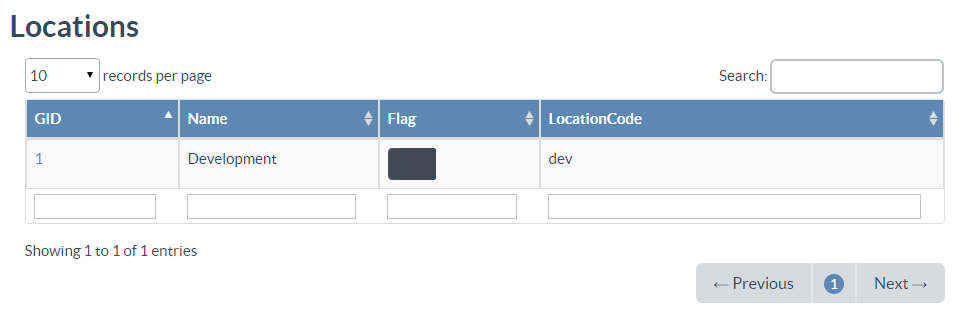 Locations
10 records per page Search:
GID Name Flag LocationCode
1 Development dev
Showing 1 to 1 of 1 entries
← Previous 1 Next →